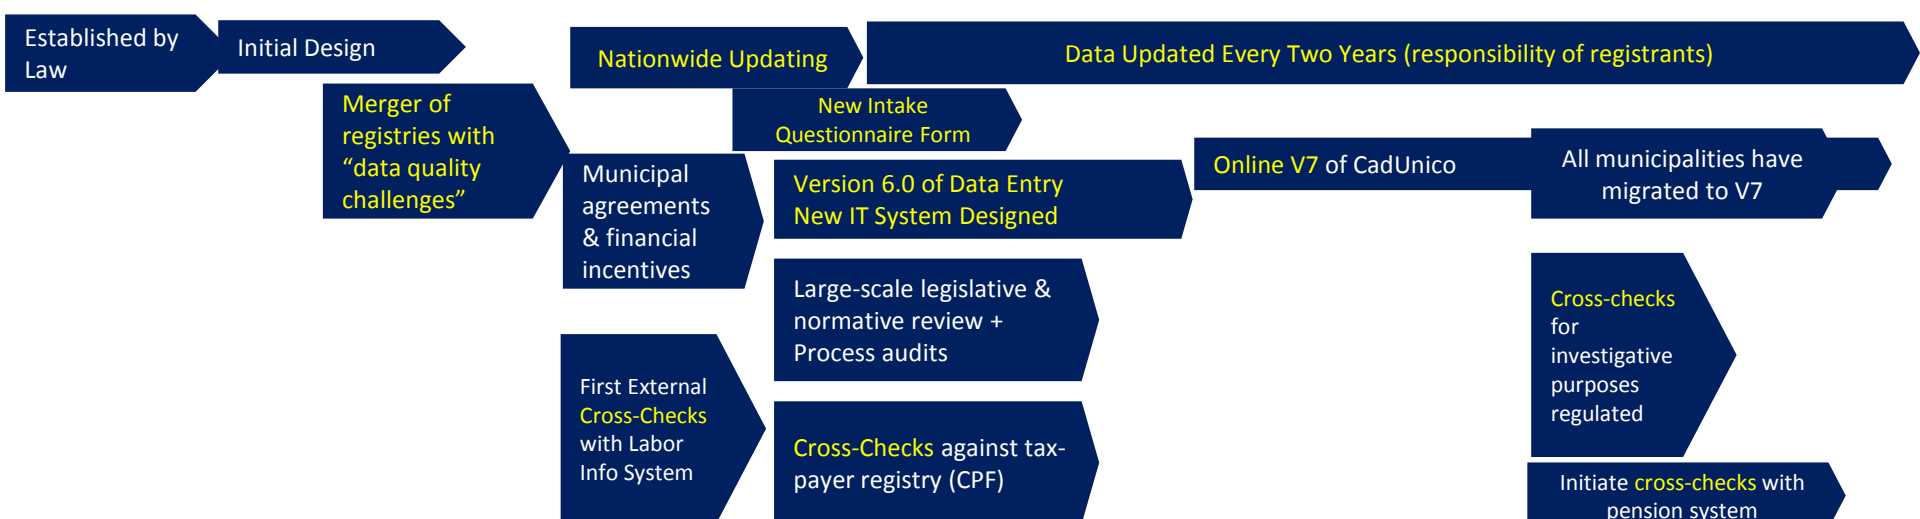 Established by
Law
Initial Design
Nationwide Updating
Data Updated Every Two Years (responsibility of registrants)
Merger of
registries with
“data quality
challenges”
New Intake
Questionnaire Form
Municipal
agreements
& financial
incentives
Version 6.0 of Data Entry
New IT System Designed
Online V7 of CadUnico
All municipalities have
migrated to V7
Large-scale legislative &
normative review +
Process audits
Cross-checks
for
investigative
purposes
regulated
First External
Cross-Checks
with Labor
Info System
Cross-Checks against tax-
payer registry (CPF)
Initiate cross-checks with
pension system